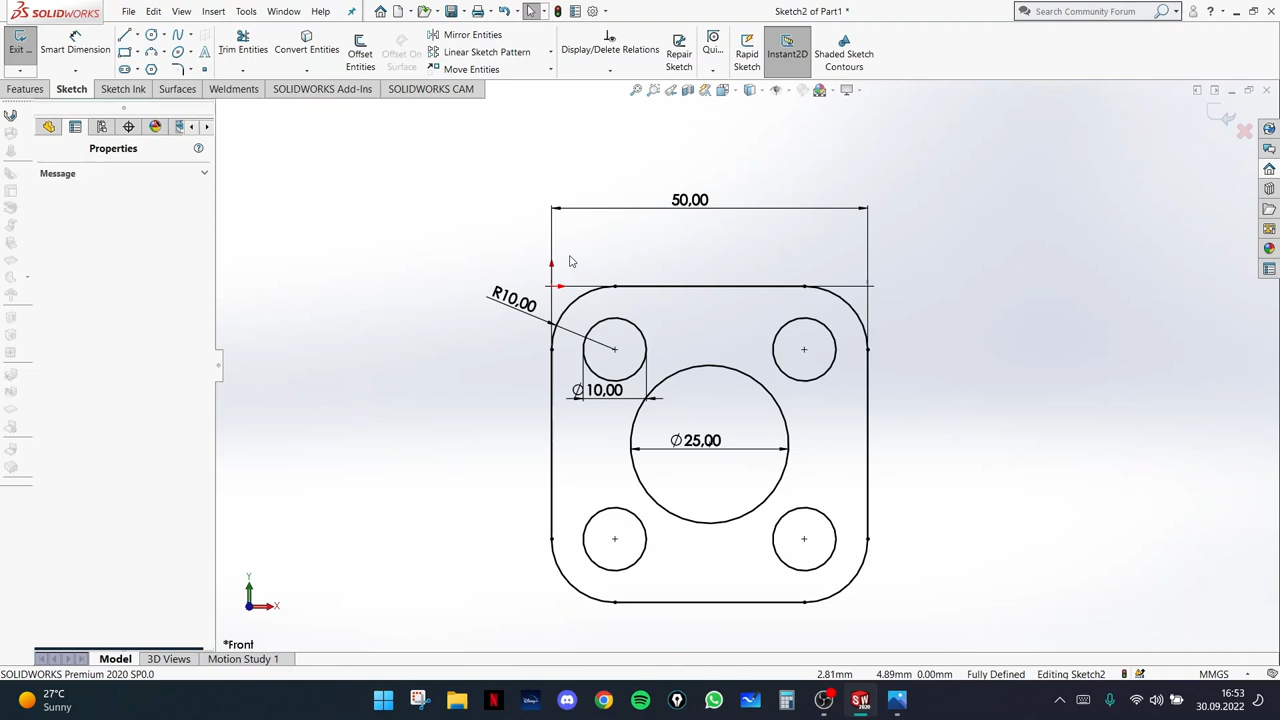 SOLIDWORKS File Edit View Insert Tools Window Help Sketch2 of Part1 * Search Community Forum
Exit ... Smart Dimension Trim Entities Convert Entities Offset Entities Offset On Surface Mirror Entities Linear Sketch Pattern Move Entities Display/Delete Relations Repair Sketch Qui... Rapid Sketch Instant2D Shaded Sketch Contours
Features Sketch Sketch Ink Surfaces Weldments SOLIDWORKS Add-Ins SOLIDWORKS CAM
Properties
Message
50,00
R10,00
Ø10,00
Ø25,00
Y
X
*Front
Model 3D Views Motion Study 1
SOLIDWORKS Premium 2020 SP0.0 2.81mm 4.89mm 0.00mm Fully Defined Editing Sketch2 MMGS
27°C
Sunny
16:53
30.09.2022